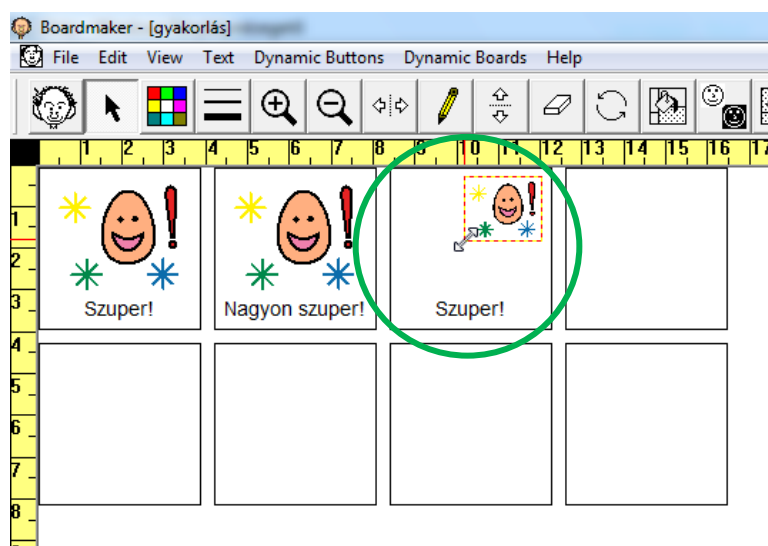 Boardmaker - [gyakorlás]
File Edit View Text Dynamic Buttons Dynamic Boards Help
1 2 3 4 5 6 7 8 9 10 11 12 13 14 15 16 17
1
2
3
4
5
6
7
8
Szuper!
Nagyon szuper!
Szuper!